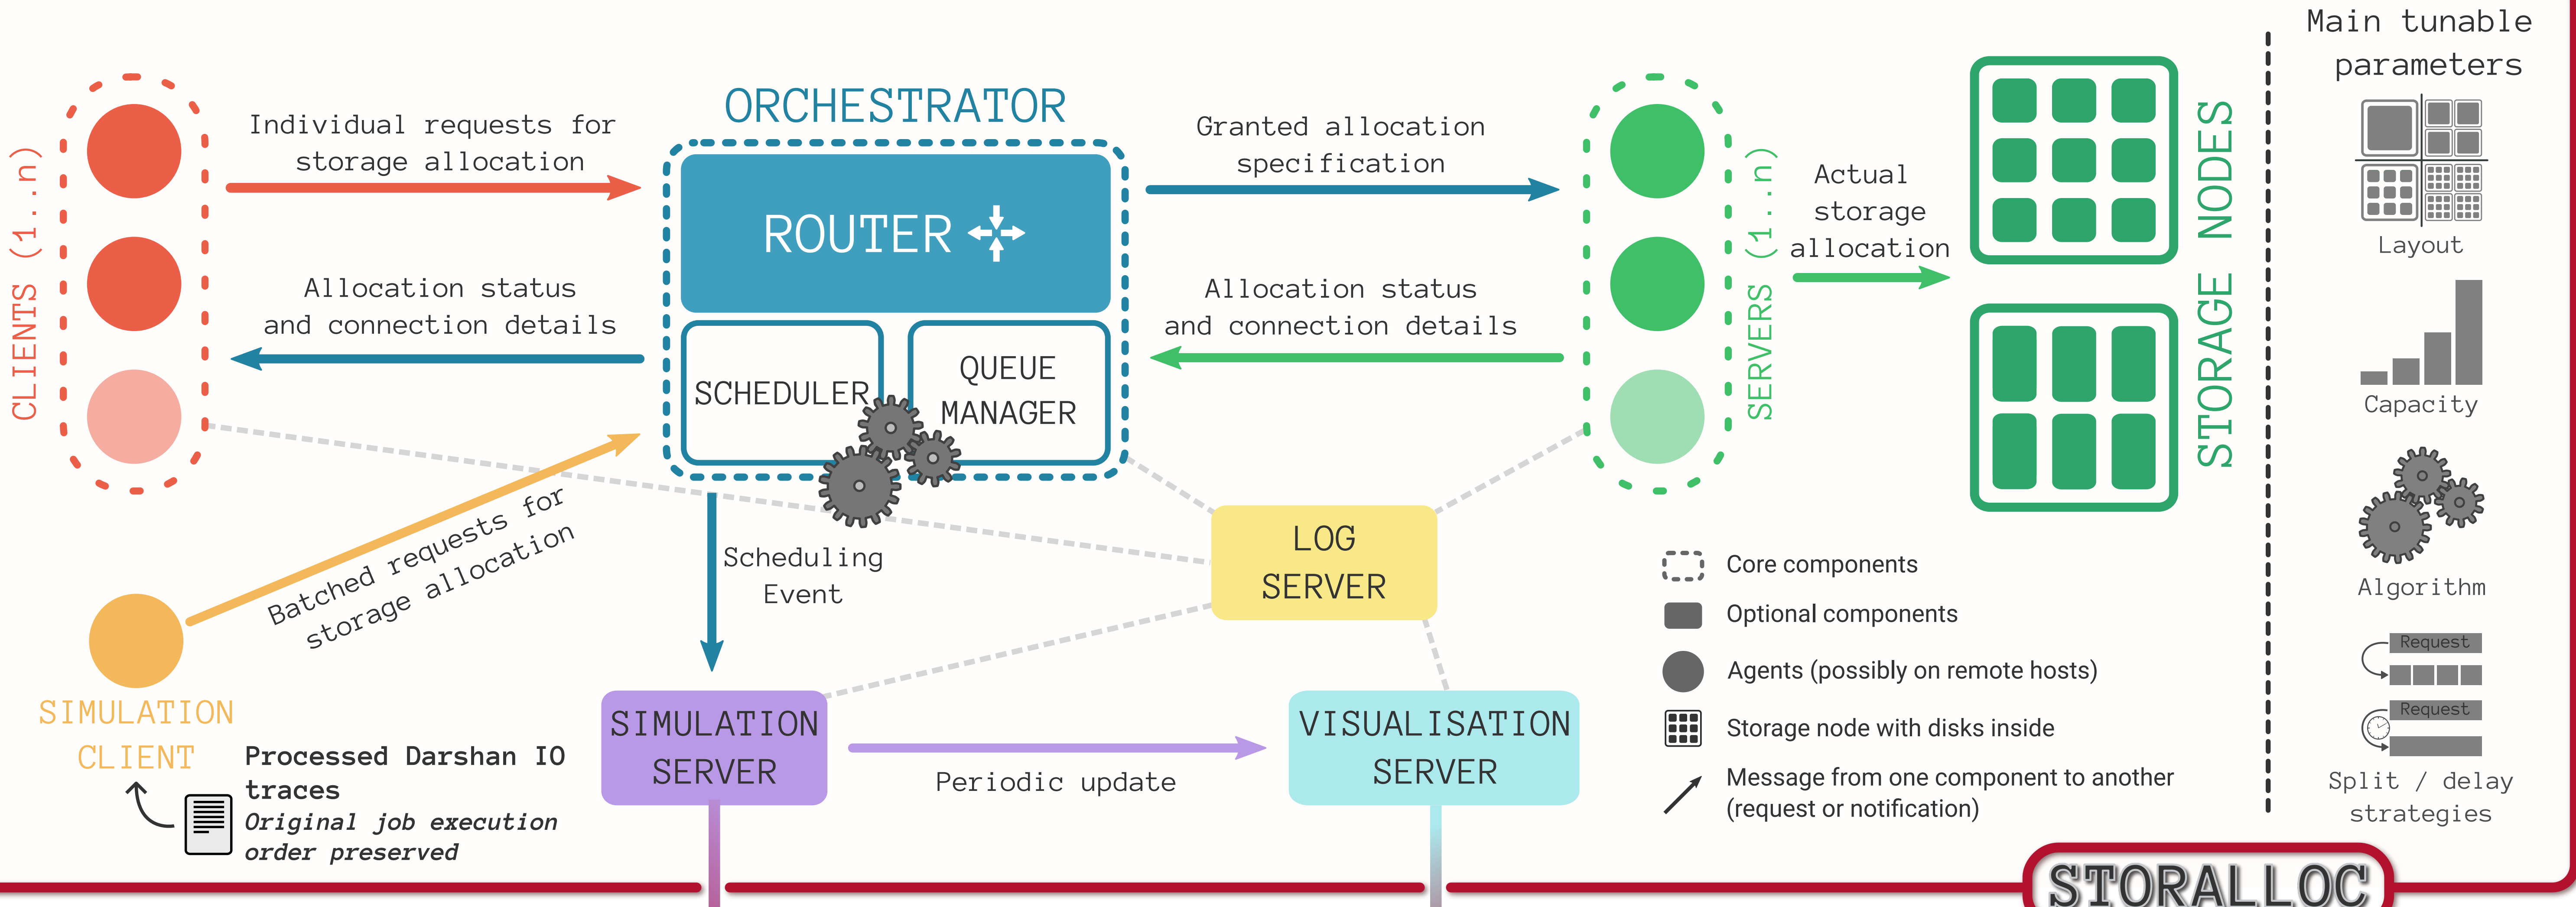 CLIENTS (1..n)
Individual requests for
storage allocation
Allocation status
and connection details
ORCHESTRATOR
ROUTER
SCHEDULER
QUEUE
MANAGER
Granted allocation
specification
Allocation status
and connection details
SERVERS (1..n)
Actual
storage
allocation
STORAGE NODES
Batched requests for
storage allocation
SIMULATION
CLIENT
Processed Darshan IO
traces
Original job execution
order preserved
Scheduling
Event
SIMULATION
SERVER
Periodic update
LOG
SERVER
VISUALISATION
SERVER
Core components
Optional components
Agents (possibly on remote hosts)
Storage node with disks inside
Message from one component to another
(request or notification)
Main tunable
parameters
Layout
Capacity
Algorithm
Request
Request
Split / delay
strategies
STORALLOC